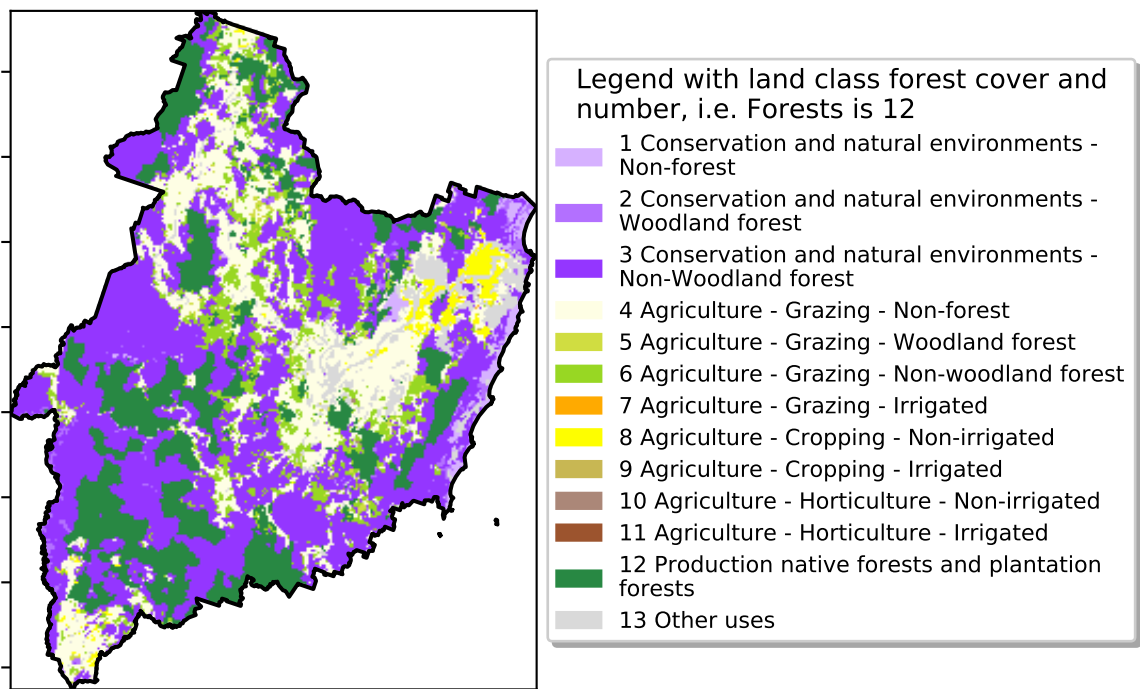 Legend with land class forest cover and
number, i.e. Forests is 12
1 Conservation and natural environments -
Non-forest
2 Conservation and natural environments -
Woodland forest
3 Conservation and natural environments -
Non-Woodland forest
4 Agriculture - Grazing - Non-forest
5 Agriculture - Grazing - Woodland forest
6 Agriculture - Grazing - Non-woodland forest
7 Agriculture - Grazing - Irrigated
8 Agriculture - Cropping - Non-irrigated
9 Agriculture - Cropping - Irrigated
10 Agriculture - Horticulture - Non-irrigated
11 Agriculture - Horticulture - Irrigated
12 Production native forests and plantation
forests
13 Other uses